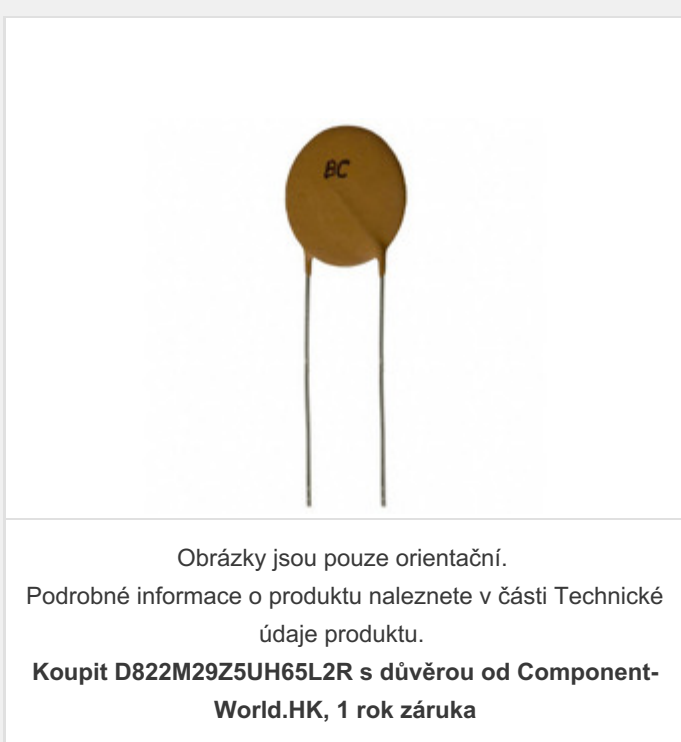 BC
Obrázky jsou pouze orientační.
Podrobné informace o produktu naleznete v části Technické
údaje produktu.
Koupit D822M29Z5UH65L2R s důvěrou od Component-
World.HK, 1 rok záruka